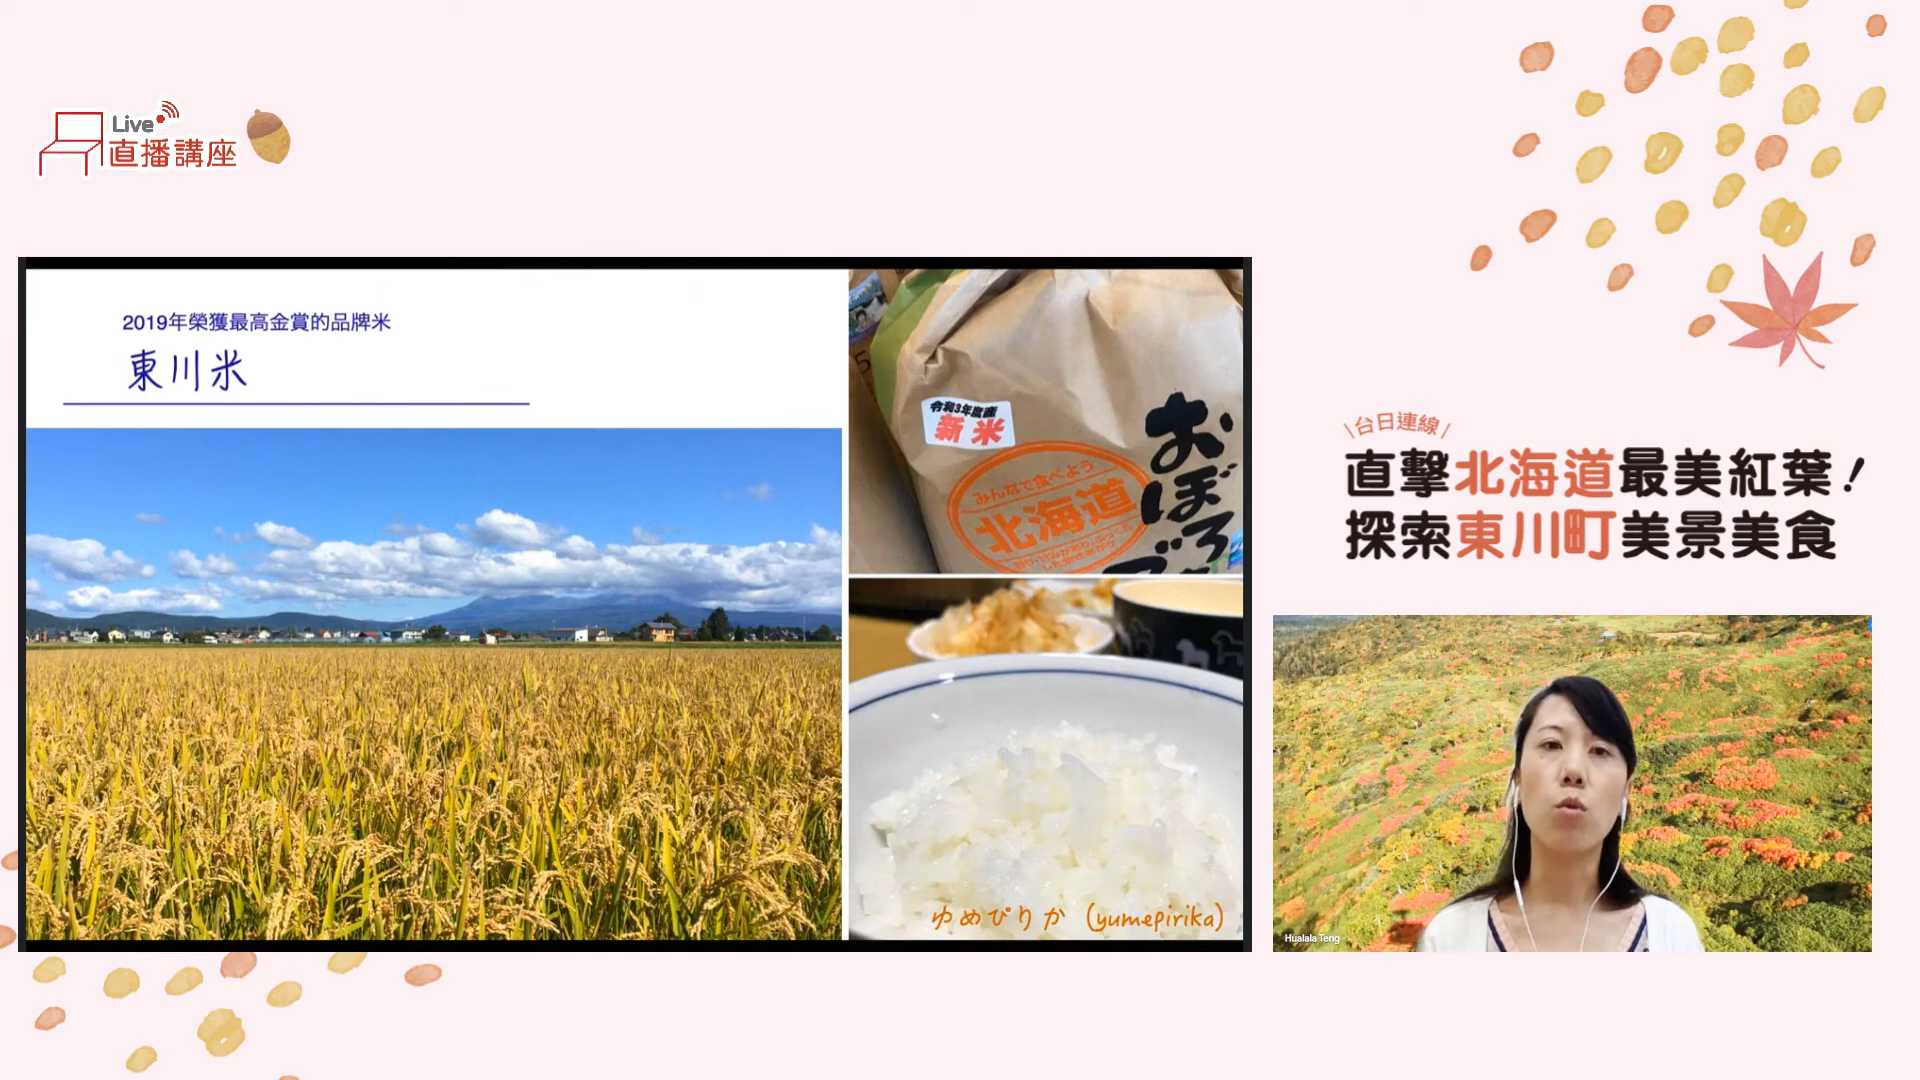 Live
直播講座
2019年榮獲最高金賞的品牌米
東川米
令和3年度産
新米
みんなで食べよう
北海道
おぼろ
ゆめぴりか (yumepirika)
\台日連線/
直擊北海道最美紅葉!
探索東川町美景美食
Hualala Teng